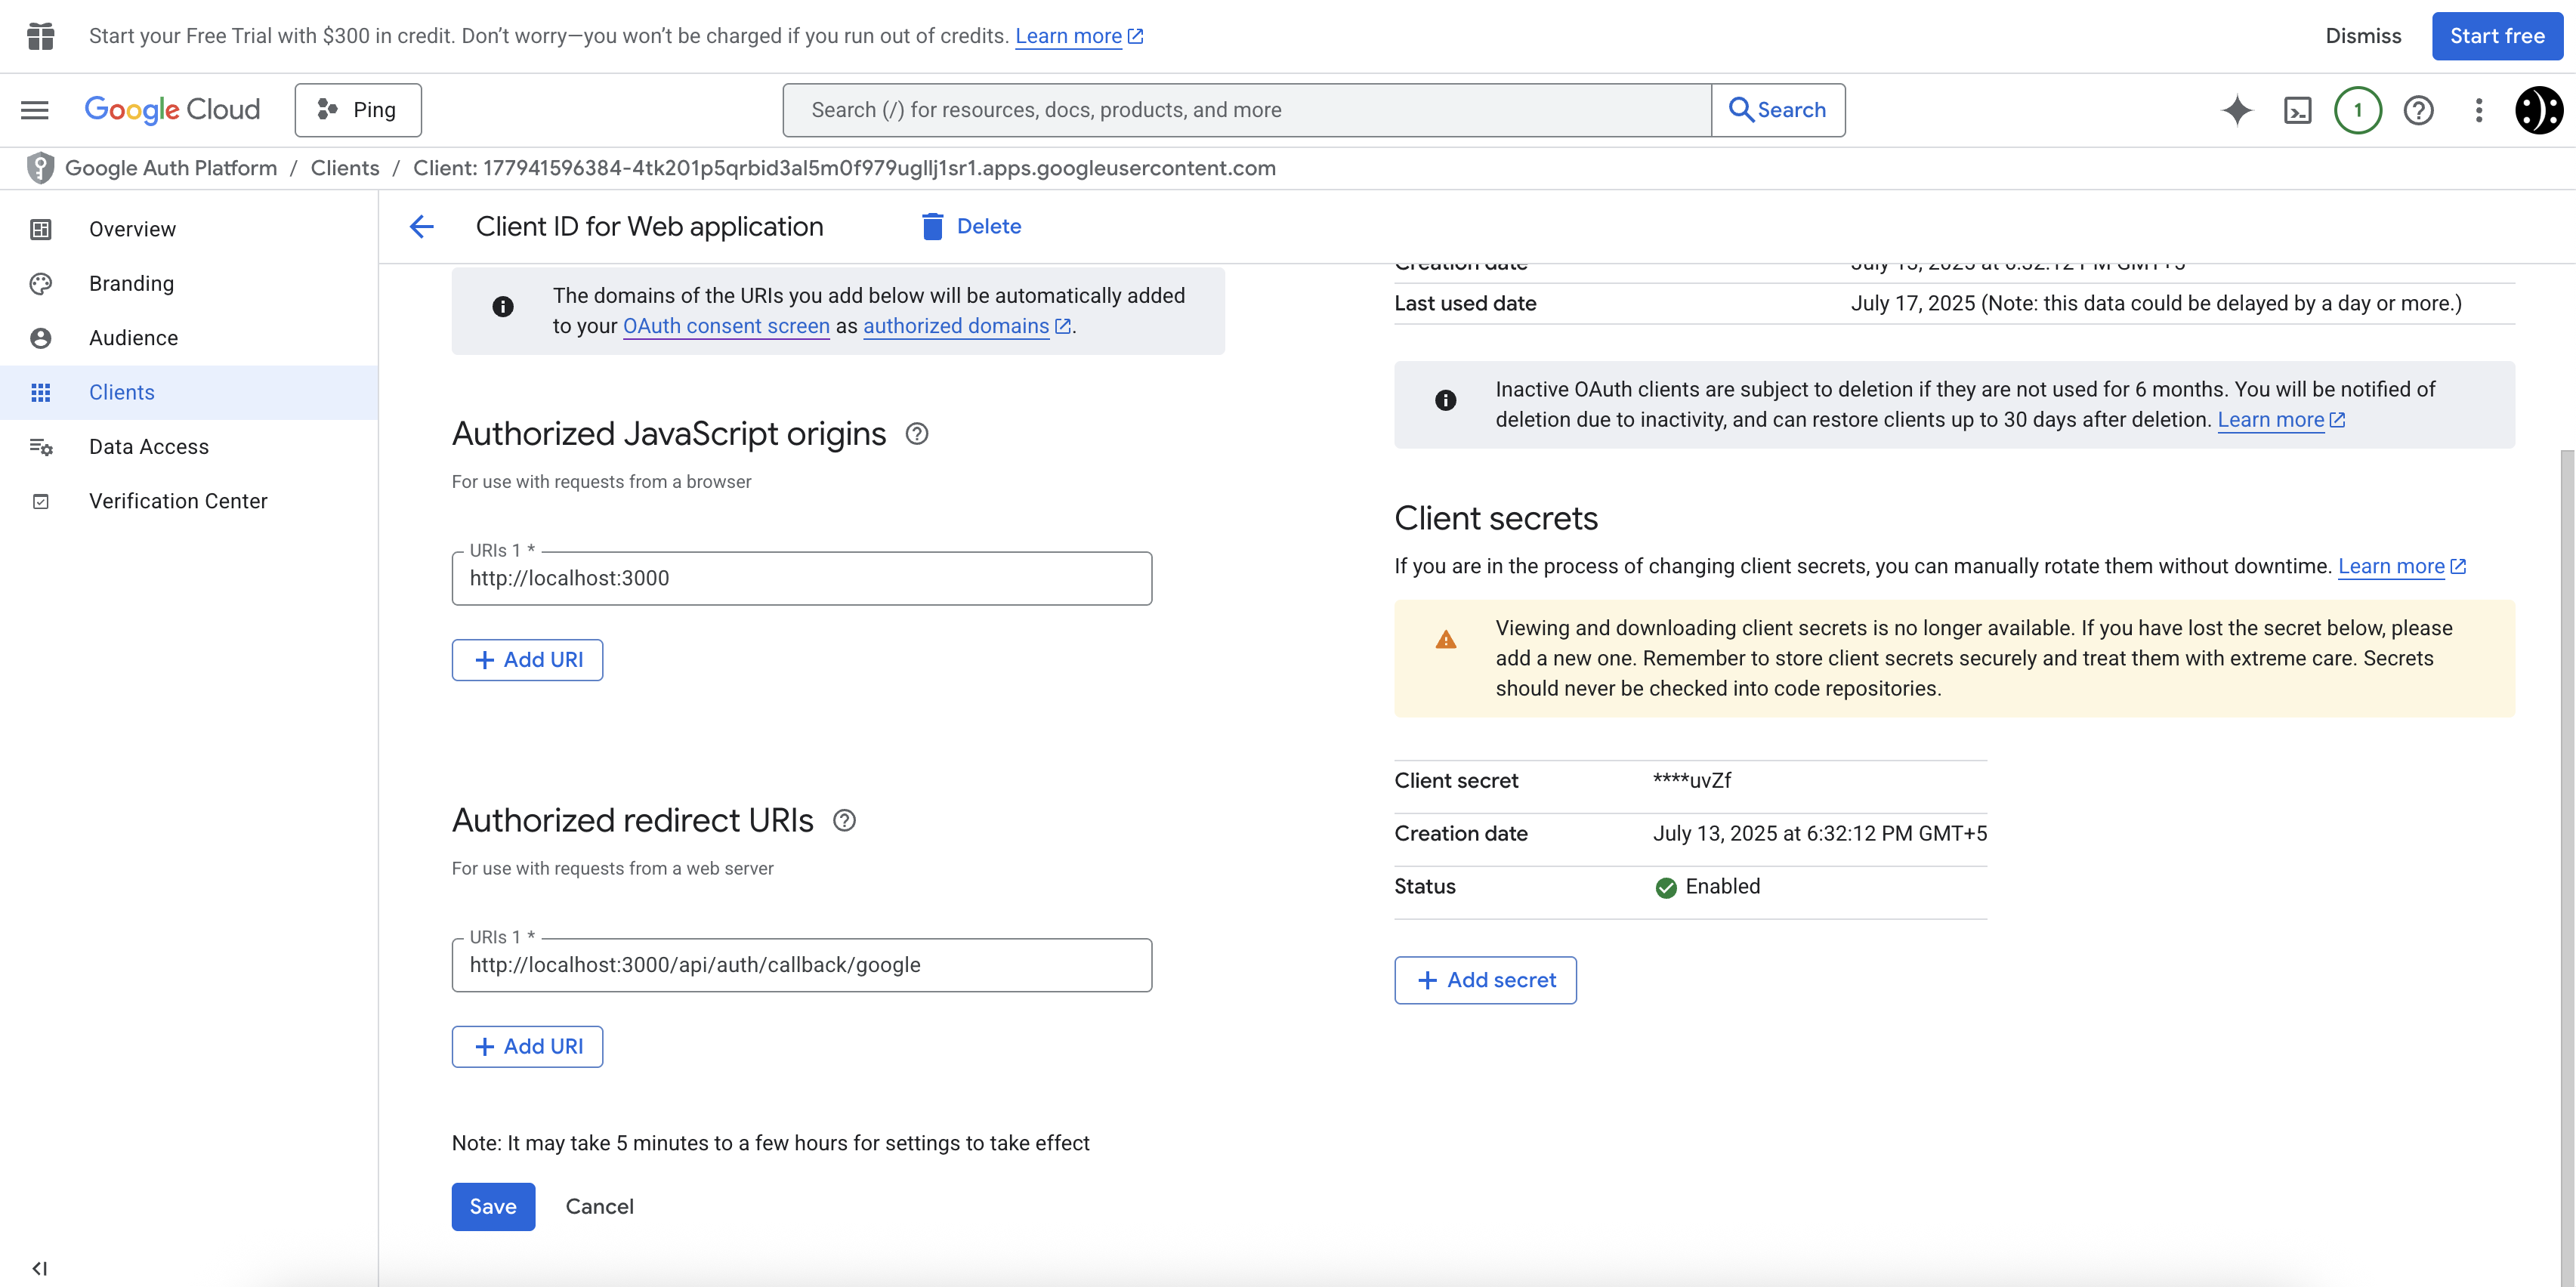 Start your Free Trial with $300 in credit. Don’t worry—you won’t be charged if you run out of credits. Learn more
Dismiss
Start free
Google Cloud
Ping
Search (/) for resources, docs, products, and more
Search
1
Google Auth Platform / Clients / Client: 177941596384-4tk201p5qrbid3al5m0f979ugllj1sr1.apps.googleusercontent.com
Overview
Branding
Audience
Clients
Data Access
Verification Center
Client ID for Web application
Delete
The domains of the URIs you add below will be automatically added
to your OAuth consent screen as authorized domains.
Authorized JavaScript origins
For use with requests from a browser
URIs 1 *
http://localhost:3000
+ Add URI
Authorized redirect URIs
For use with requests from a web server
URIs 1 *
http://localhost:3000/api/auth/callback/google
+ Add URI
Note: It may take 5 minutes to a few hours for settings to take effect
Save
Cancel
Creation date July 13, 2025 at 6:32:12 PM GMT+5
Last used date July 17, 2025 (Note: this data could be delayed by a day or more.)
Inactive OAuth clients are subject to deletion if they are not used for 6 months. You will be notified of
deletion due to inactivity, and can restore clients up to 30 days after deletion. Learn more
Client secrets
If you are in the process of changing client secrets, you can manually rotate them without downtime. Learn more
Viewing and downloading client secrets is no longer available. If you have lost the secret below, please
add a new one. Remember to store client secrets securely and treat them with extreme care. Secrets
should never be checked into code repositories.
Client secret ****uvZf
Creation date July 13, 2025 at 6:32:12 PM GMT+5
Status Enabled
+ Add secret